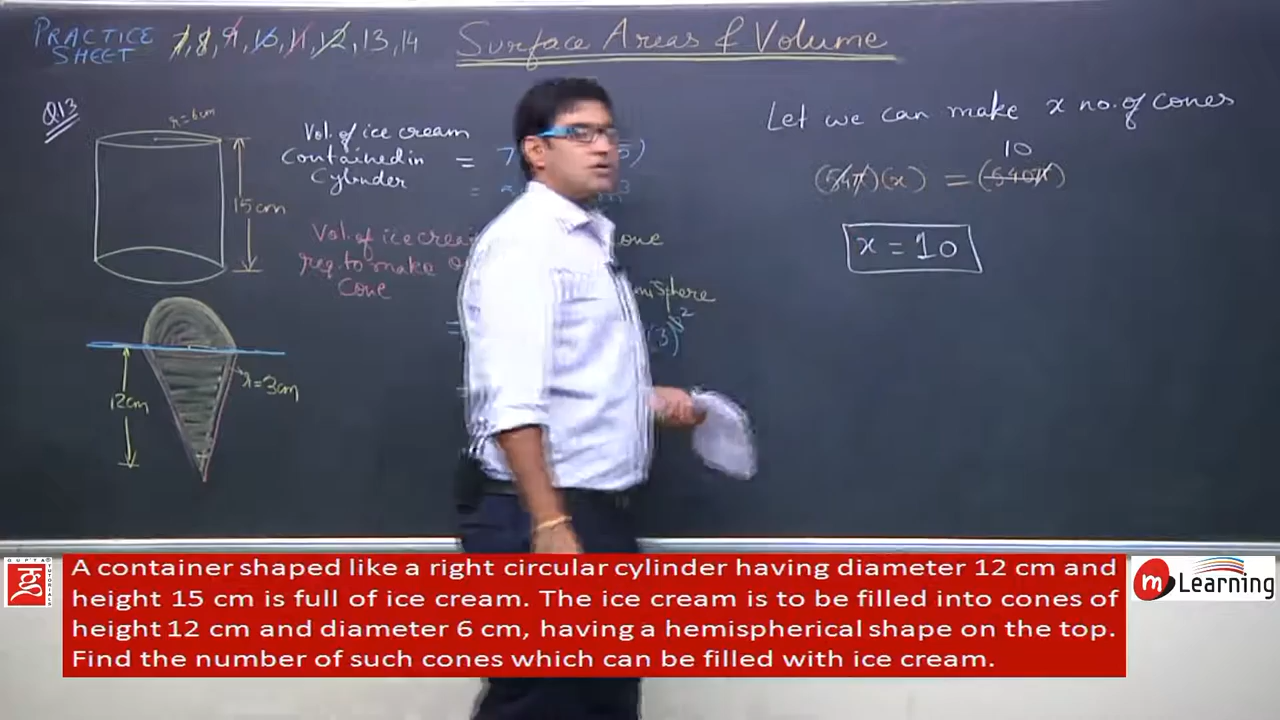 PRACTICE SHEET 7, 8, 9, 10, 11, 12, 13, 14
Surface Areas & Volume
Q13
r=6cm
15cm
Vol. of ice cream
Contained in =
Cylinder
Vol. of ice
req. to make
Cone
12cm
r=3cm
Let we can make x no. of cones
10
(54π)(x) = (540π)
x = 10
A container shaped like a right circular cylinder having diameter 12 cm and
height 15 cm is full of ice cream. The ice cream is to be filled into cones of
height 12 cm and diameter 6 cm, having a hemispherical shape on the top.
Find the number of such cones which can be filled with ice cream.
GUPTA TUTORIALS
m Learning